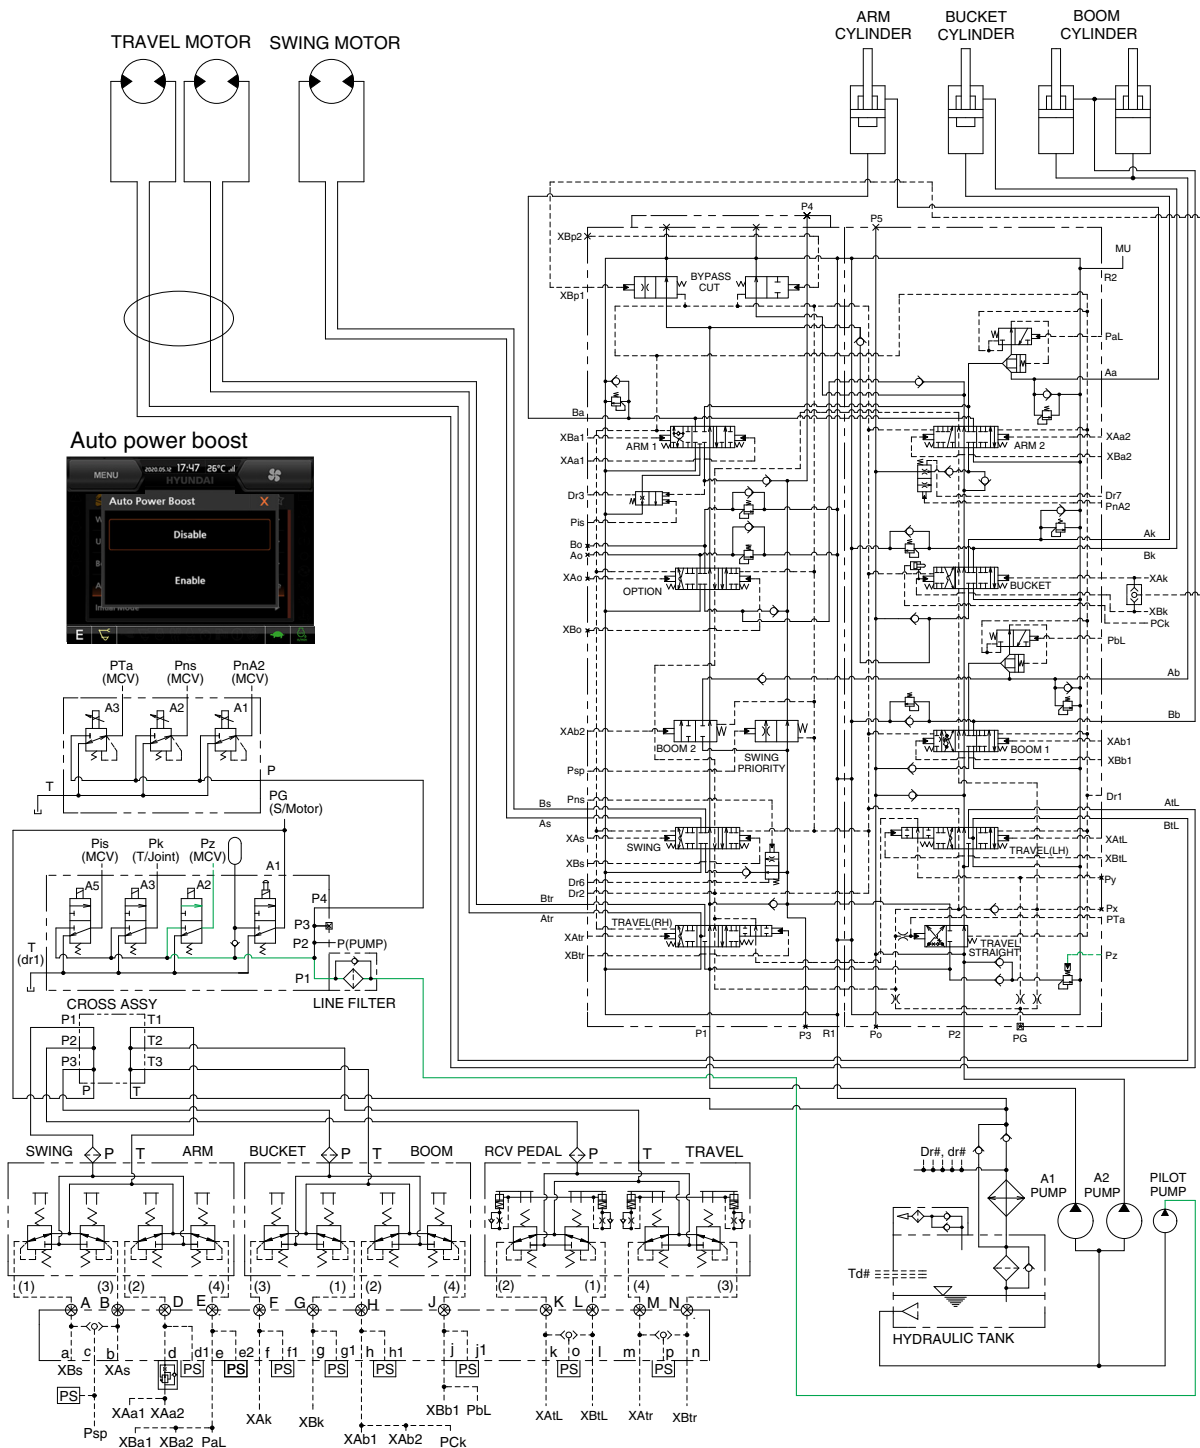 TRAVEL MOTOR
SWING MOTOR
ARM
CYLINDER
BUCKET
CYLINDER
BOOM
CYLINDER
P4
P5
MU
R2
XBp2
XBp1
BYPASS
CUT
PaL
Aa
Ba
XBa1
ARM 1
XAa1
ARM 2
XAa2
XBa2
Dr3
Pis
Dr7
PnA2
Bo
Ao
Ak
Bk
XAo
OPTION
XBo
BUCKET
XAk
XBk
PCk
PbL
Ab
Bb
XAb2
BOOM 2
SWING
PRIORITY
BOOM 1
XAb1
XBb1
Psp
Pns
Dr1
Bs
As
AtL
BtL
XAs
SWING
XBs
TRAVEL(LH)
XAtL
XBtL
Dr6
Dr2
Py
Btr
Atr
Px
PTa
TRAVEL(RH)
XAtr
XBtr
TRAVEL
STRAIGHT
Pz
P1
P3
R1
Po
P2
PG
Auto power boost
MENU
2020.05.12 17:47 26°C
HYUNDAI
Auto Power Boost X
Disable
Enable
E
PTa
(MCV)
Pns
(MCV)
PnA2
(MCV)
A3
A2
A1
T
P
PG
(S/Motor)
Pis
(MCV)
Pk
(T/Joint)
Pz
(MCV)
A5
A3
A2
A1
P4
P3
P2
P(PUMP)
P1
T
(dr1)
LINE FILTER
CROSS ASSY
P1
P2
P3
P
T1
T2
T3
T
SWING
P
T
ARM
BUCKET
P
T
BOOM
RCV PEDAL
P
T
TRAVEL
(1)
(3)
(2)
(4)
(3)
(1)
(2)
(4)
(2)
(1)
(4)
(3)
A
B
D
E
F
G
H
J
K
L
M
N
a
c
b
d
d1
e
e2
f
f1
g
g1
h
h1
j
j1
k
o
l
m
p
n
XBs
XAs
PS
PS
PS
PS
PS
PS
PS
PS
PS
Psp
XAa1
XAa2
XBa1
XBa2
PaL
XAk
XBk
XAb1
XAb2
PCk
XBb1
PbL
XAtL
XBtL
XAtr
XBtr
Dr#, dr#
A1
PUMP
A2
PUMP
PILOT
PUMP
Td#
HYDRAULIC TANK